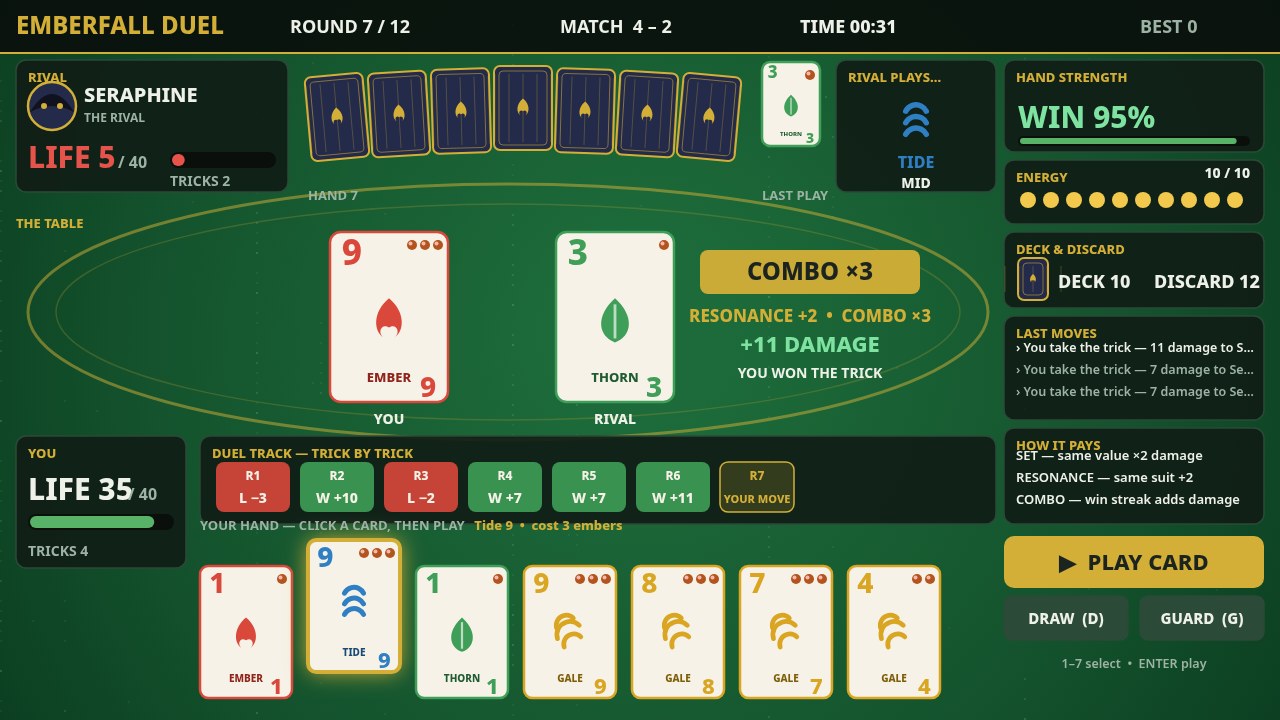 EMBERFALL DUEL
ROUND 7 / 12
MATCH 4 – 2
TIME 00:31
BEST 0
RIVAL
SERAPHINE
THE RIVAL
LIFE 5 / 40
TRICKS 2
HAND 7
3
THORN
3
LAST PLAY
RIVAL PLAYS...
TIDE
MID
HAND STRENGTH
WIN 95%
ENERGY
10 / 10
DECK & DISCARD
DECK 10
DISCARD 12
LAST MOVES
› You take the trick — 11 damage to S...
› You take the trick — 7 damage to Se...
› You take the trick — 7 damage to Se...
HOW IT PAYS
SET — same value ×2 damage
RESONANCE — same suit +2
COMBO — win streak adds damage
THE TABLE
9
EMBER
9
YOU
3
THORN
3
RIVAL
COMBO ×3
RESONANCE +2 • COMBO ×3
+11 DAMAGE
YOU WON THE TRICK
YOU
LIFE 35 / 40
TRICKS 4
DUEL TRACK — TRICK BY TRICK
R1
L −3
R2
W +10
R3
L −2
R4
W +7
R5
W +7
R6
W +11
R7
YOUR MOVE
YOUR HAND — CLICK A CARD, THEN PLAY
Tide 9 • cost 3 embers
1
EMBER
1
9
TIDE
9
1
THORN
1
9
GALE
9
8
GALE
8
7
GALE
7
4
GALE
4
▶ PLAY CARD
DRAW (D)
GUARD (G)
1–7 select • ENTER play